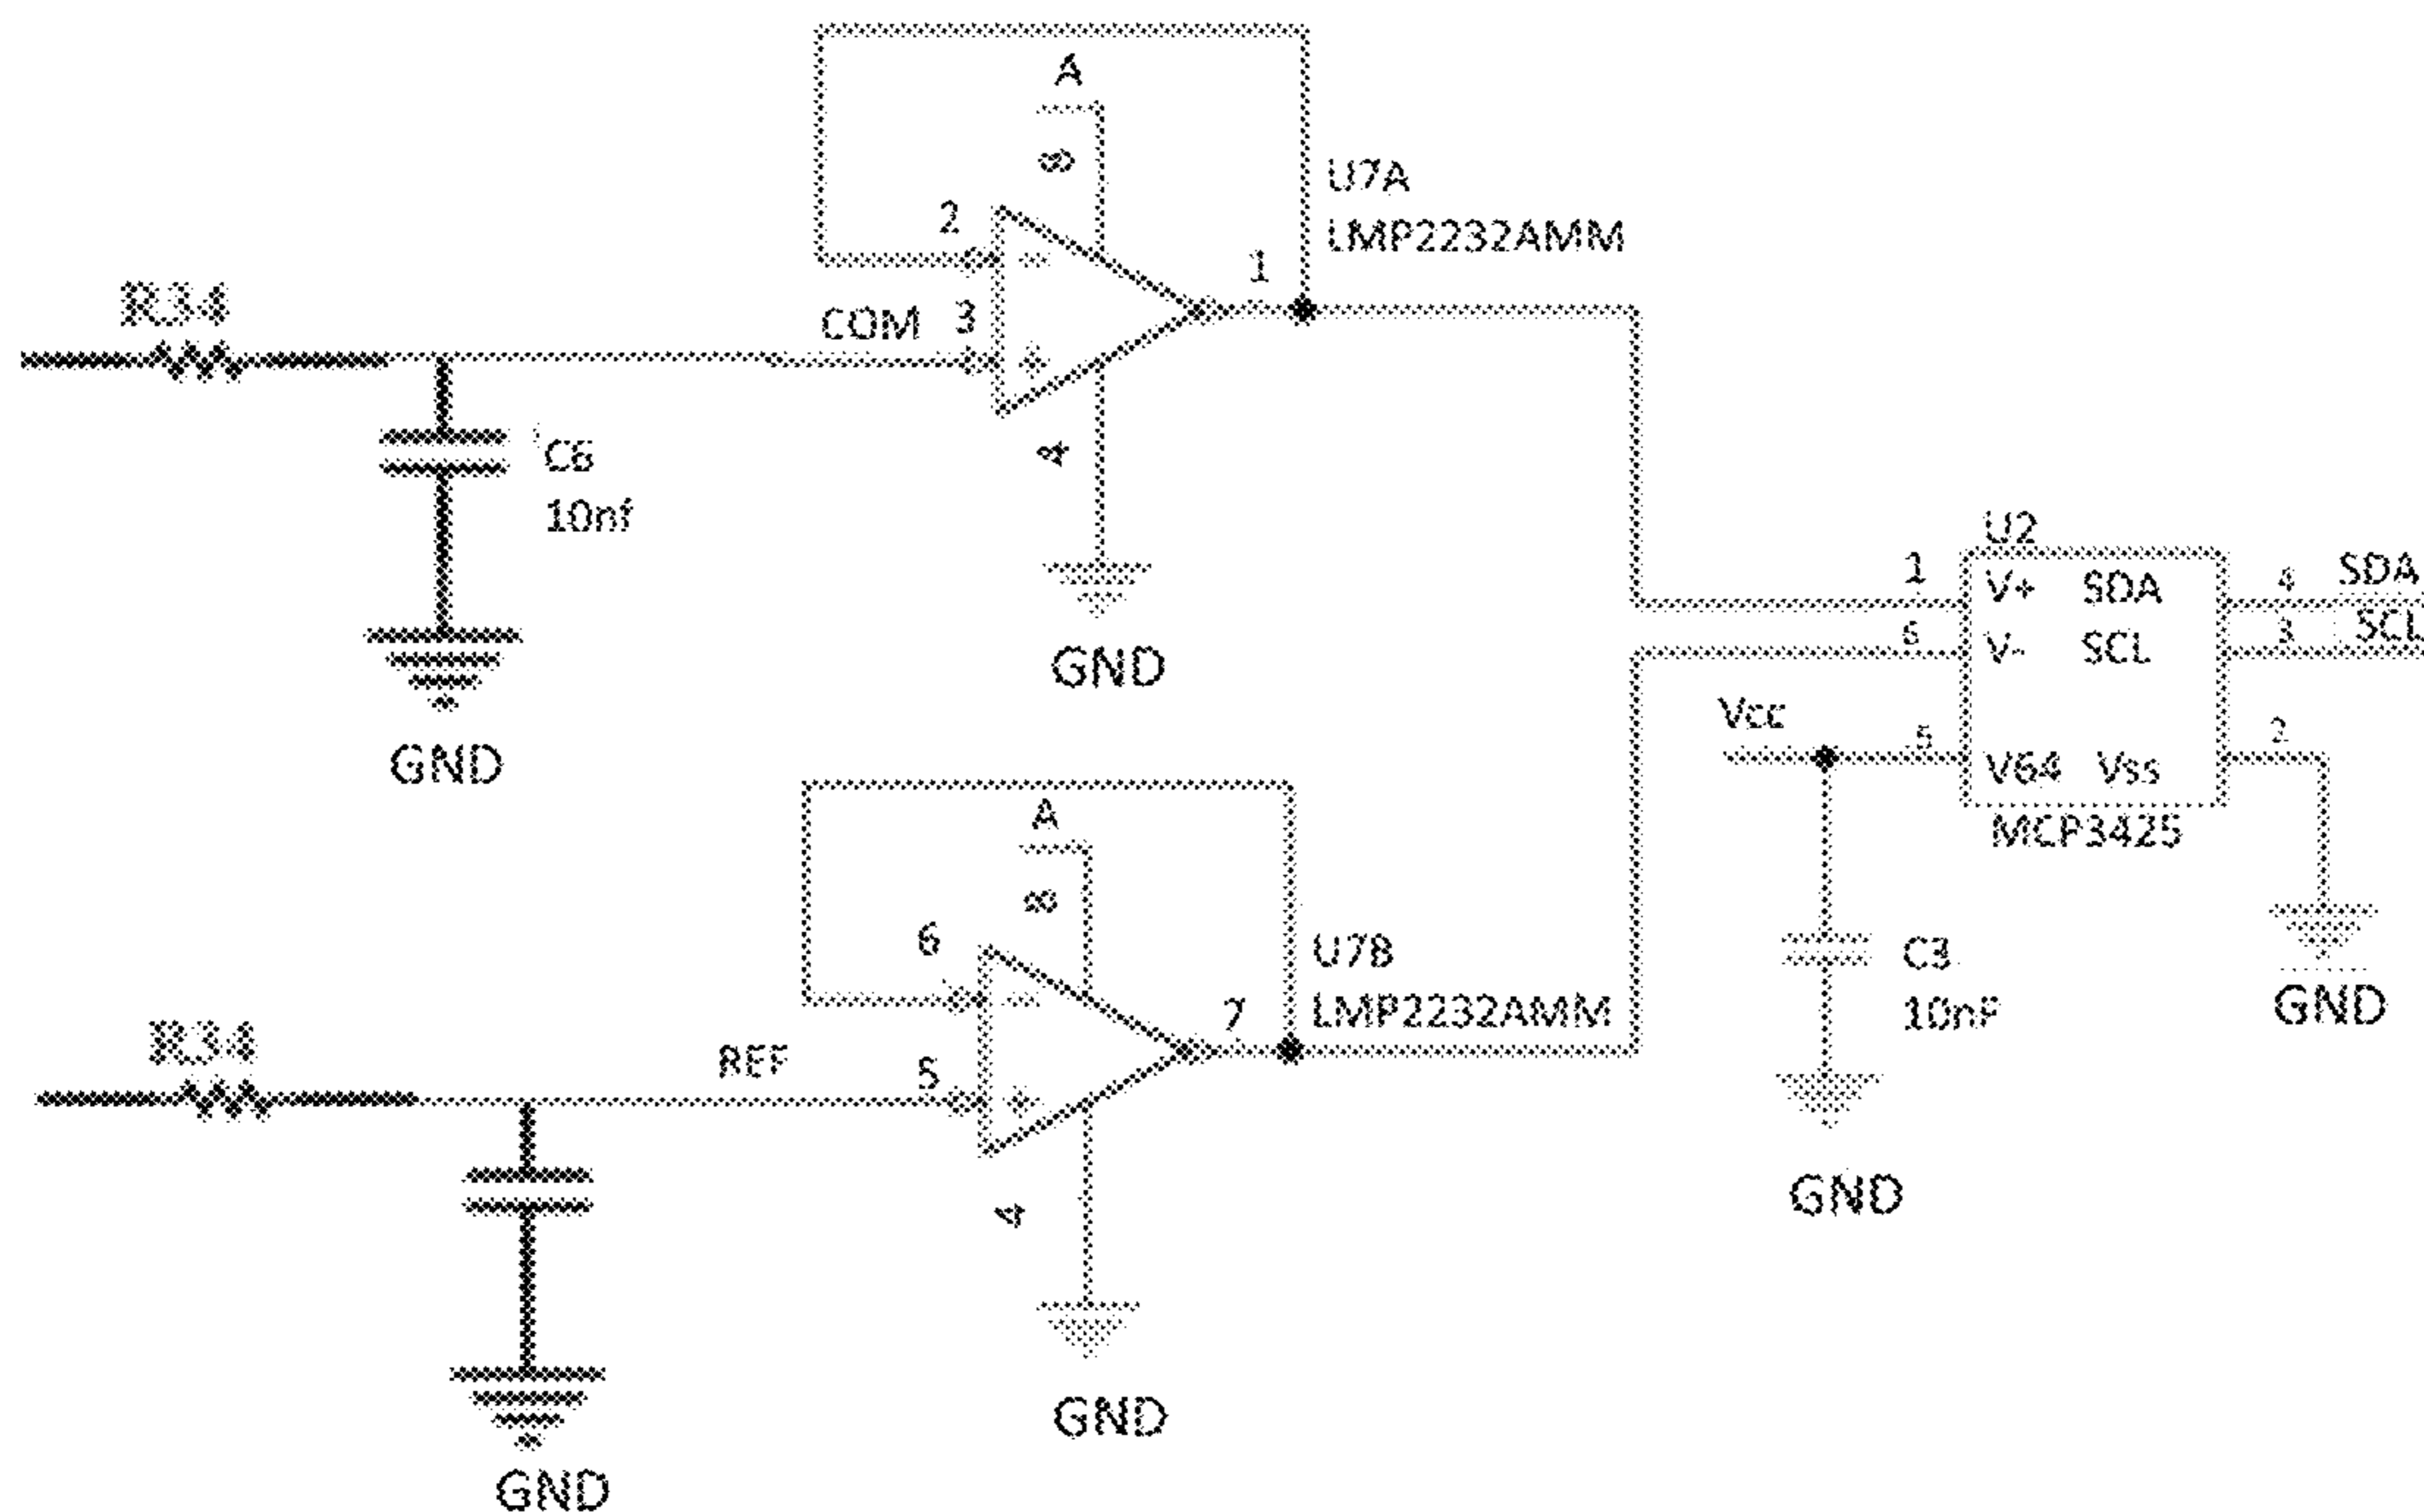 A
8
U7A
LMP2232AMM
2
1
R34
COM 3
4
C6
10nf
GND
GND
U2
1 V+ SDA 4 SDA
6 V- SCL 3 SCL
Vcc
5 V64 Vss 2
MCP3425
A
8
6
U7B
LMP2232AMM
7
C3
10nF
GND
R34
REF
5
4
GND
GND
GND